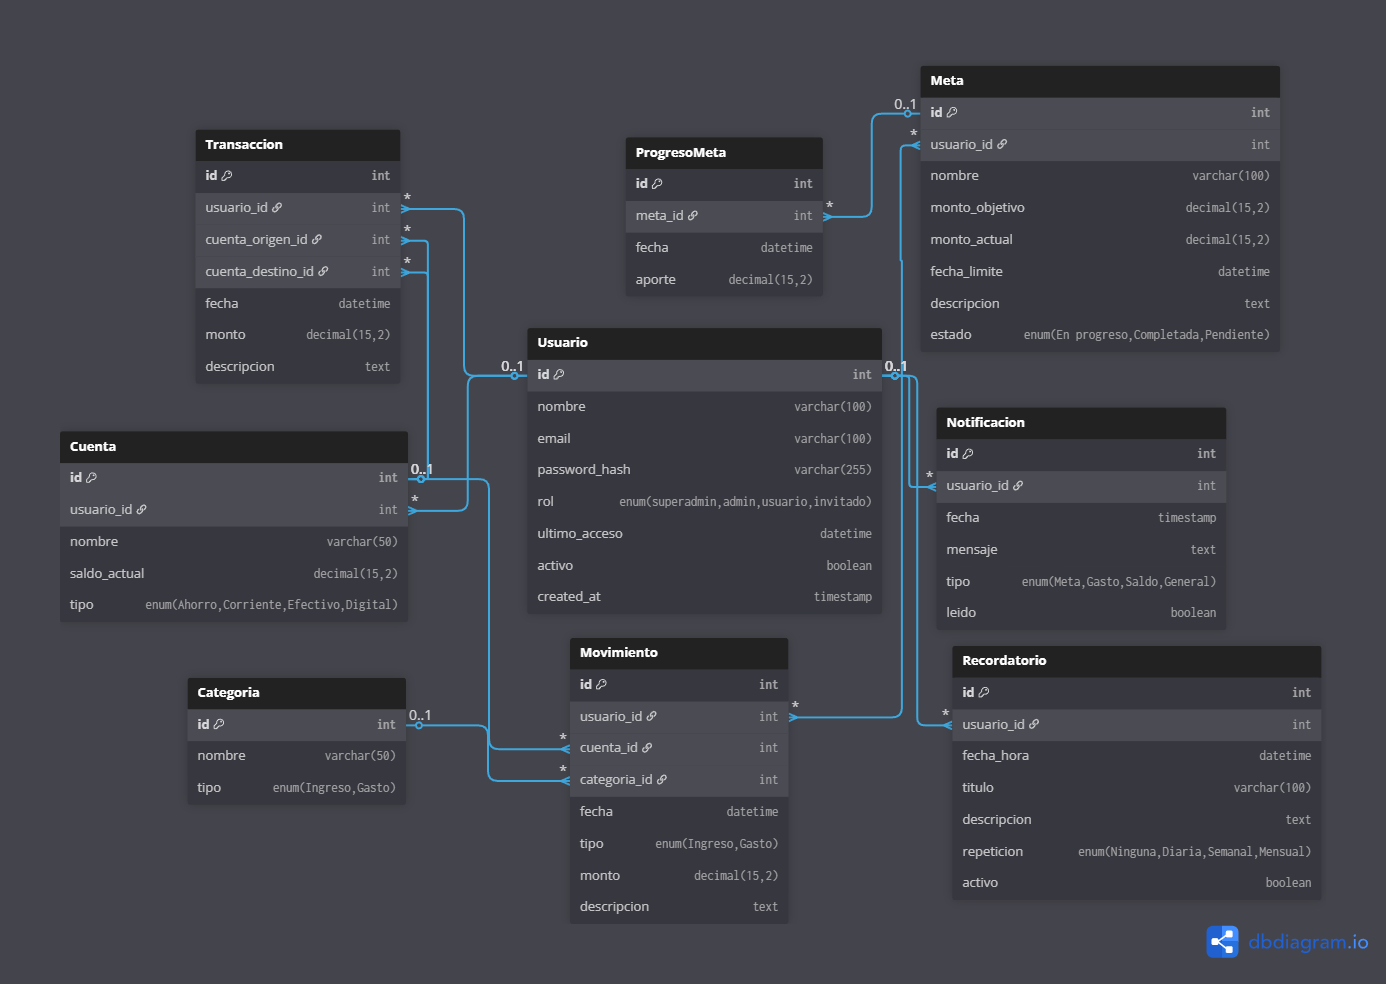 Transaccion
id int
usuario_id int
cuenta_origen_id int
cuenta_destino_id int
fecha datetime
monto decimal(15,2)
descripcion text
*
*
*
ProgresoMeta
id int
meta_id int
fecha datetime
aporte decimal(15,2)
*
0..1
*
Meta
id int
usuario_id int
nombre varchar(100)
monto_objetivo decimal(15,2)
monto_actual decimal(15,2)
fecha_limite datetime
descripcion text
estado enum(En progreso,Completada,Pendiente)
0..1
Usuario
id int
nombre varchar(100)
email varchar(100)
password_hash varchar(255)
rol enum(superadmin,admin,usuario,invitado)
ultimo_acceso datetime
activo boolean
created_at timestamp
0..1
Cuenta
id int
usuario_id int
nombre varchar(50)
saldo_actual decimal(15,2)
tipo enum(Ahorro,Corriente,Efectivo,Digital)
0..1
*
*
Notificacion
id int
usuario_id int
fecha timestamp
mensaje text
tipo enum(Meta,Gasto,Saldo,General)
leido boolean
Categoria
id int
nombre varchar(50)
tipo enum(Ingreso,Gasto)
0..1
*
*
Movimiento
id int
usuario_id int
cuenta_id int
categoria_id int
fecha datetime
tipo enum(Ingreso,Gasto)
monto decimal(15,2)
descripcion text
*
*
Recordatorio
id int
usuario_id int
fecha_hora datetime
titulo varchar(100)
descripcion text
repeticion enum(Ninguna,Diaria,Semanal,Mensual)
activo boolean
dbdiagram.io